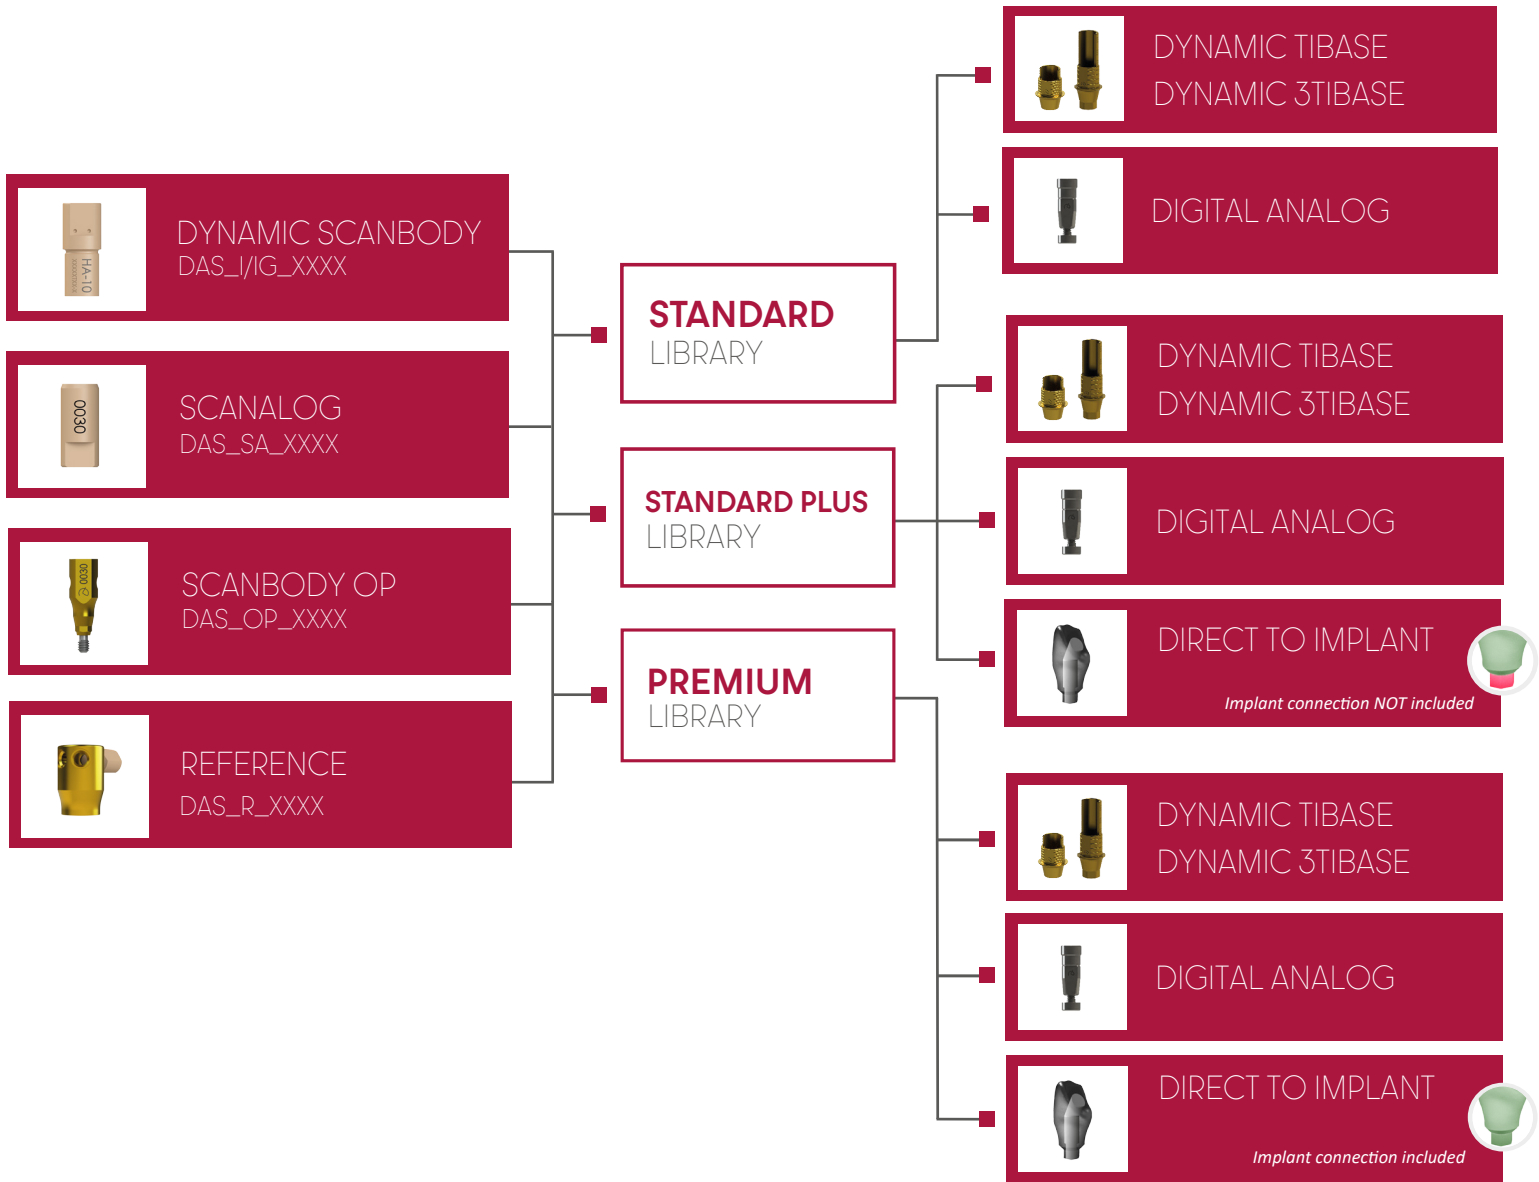 DYNAMIC SCANBODY
DAS_I/IG_XXXX
HA-10
SCANALOG
DAS_SA_XXXX
0030
SCANBODY OP
DAS_OP_XXXX
0030
REFERENCE
DAS_R_XXXX
STANDARD
LIBRARY
STANDARD PLUS
LIBRARY
PREMIUM
LIBRARY
DYNAMIC TIBASE
DYNAMIC 3TIBASE
DIGITAL ANALOG
DYNAMIC TIBASE
DYNAMIC 3TIBASE
DIGITAL ANALOG
DIRECT TO IMPLANT
Implant connection NOT included
DYNAMIC TIBASE
DYNAMIC 3TIBASE
DIGITAL ANALOG
DIRECT TO IMPLANT
Implant connection included